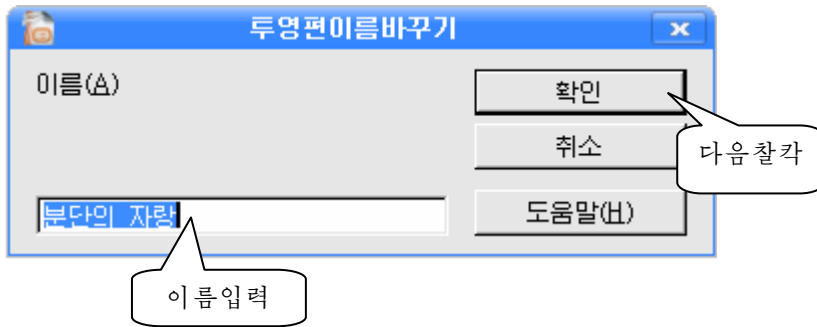 투영편이름바꾸기
이름(A)
확인
취소
다음찰칵
분단의 자랑
도움말(H)
이름입력